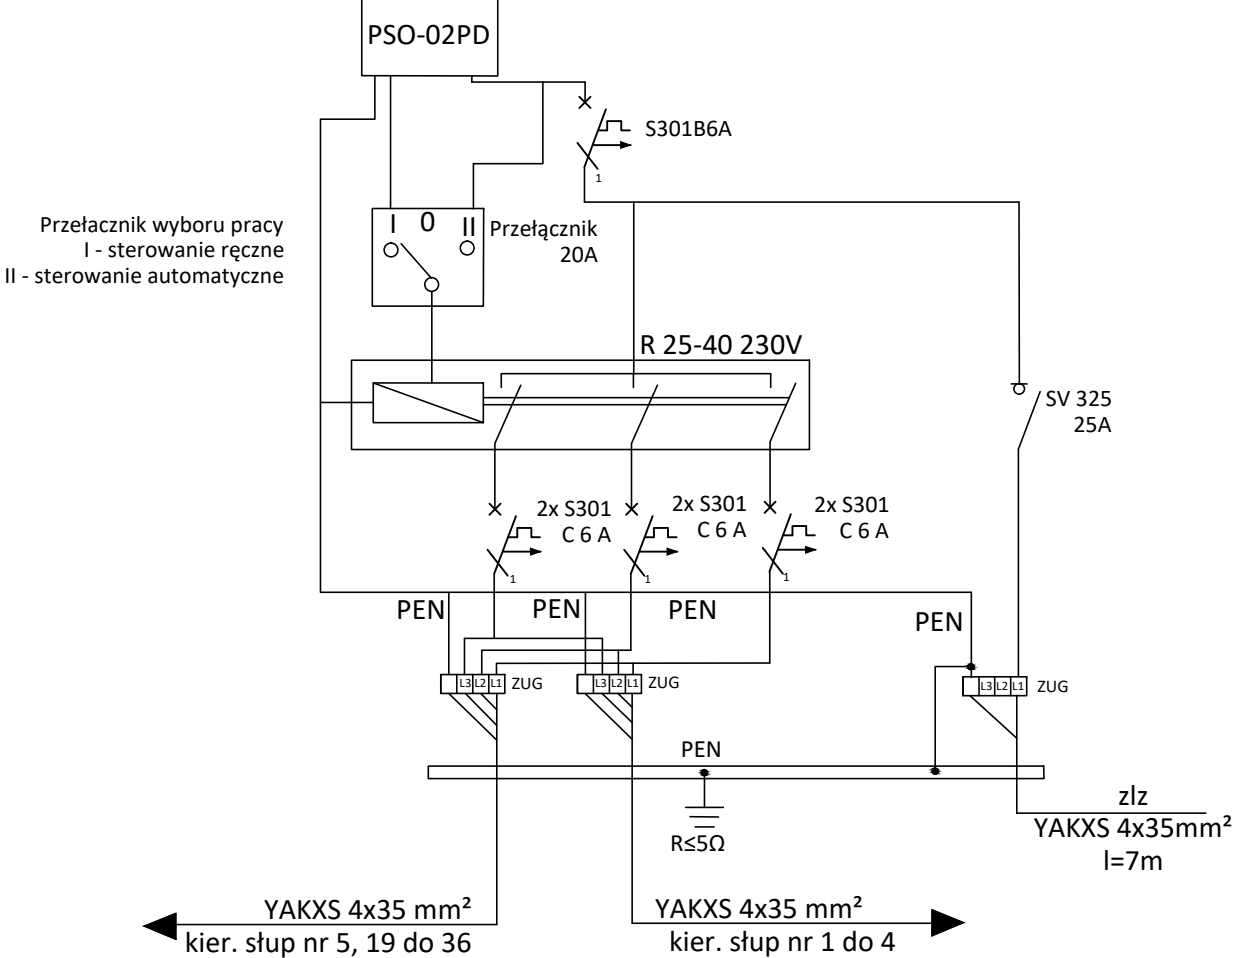 PSO-02PD
S301B6A
1
Przełacznik wyboru pracy
I - sterowanie ręczne
II - sterowanie automatyczne
I 0 II
Przełącznik
20A
R 25-40 230V
SV 325
25A
2x S301
C 6 A
1
2x S301
C 6 A
1
2x S301
C 6 A
1
PEN
PEN
PEN
PEN
L3 L2 L1 ZUG
L3 L2 L1 ZUG
L3 L2 L1 ZUG
PEN
R≤5Ω
zlz
YAKXS 4x35mm²
l=7m
YAKXS 4x35 mm²
kier. słup nr 5, 19 do 36
YAKXS 4x35 mm²
kier. słup nr 1 do 4